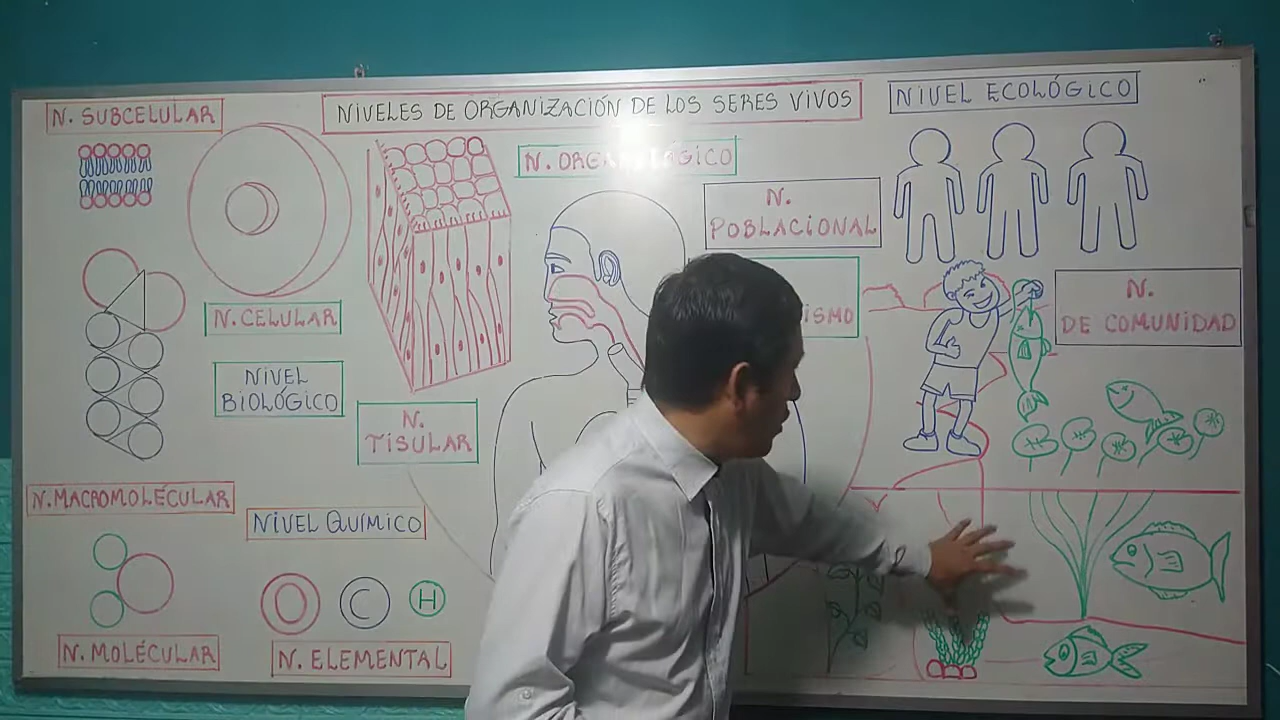 N. SUBCELULAR
NIVELES DE ORGANIZACIÓN DE LOS SERES VIVOS
NIVEL ECOLÓGICO
N.
POBLACIONAL
N. CELULAR
N.
DE COMUNIDAD
NIVEL
BIOLÓGICO
N.
TISULAR
N. MACROMOLÉCULAR
NIVEL QUÍMICO
O
C
H
N. MOLÉCULAR
N. ELEMENTAL